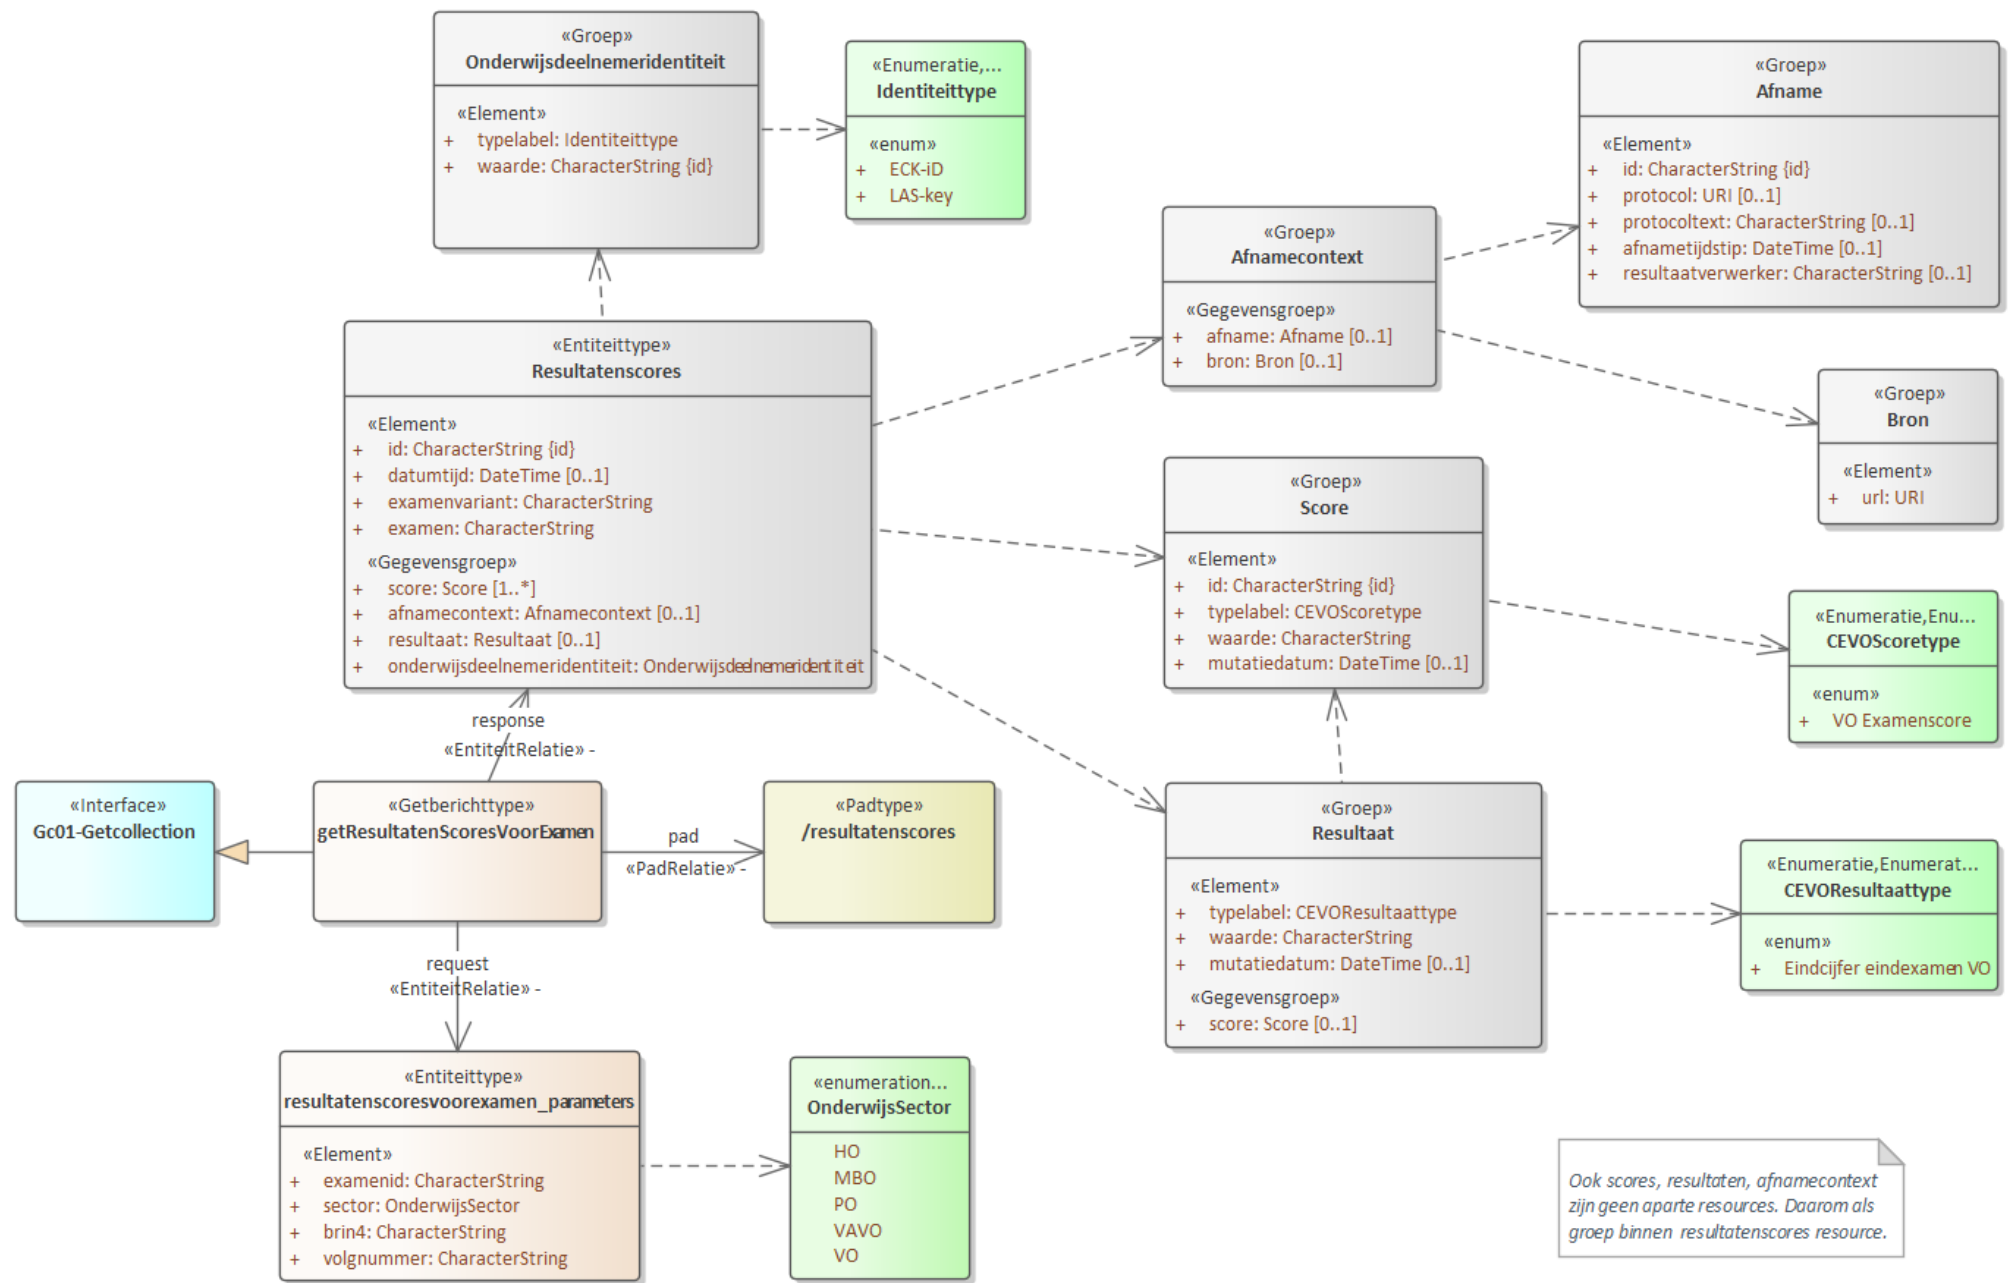 «Groep»
Onderwijsdeelnemeridentiteit
«Element»
+ typelabel: Identiteittype
+ waarde: CharacterString {id}
«Enumeratie,...
Identiteittype
«enum»
+ ECK-iD
+ LAS-key
«Groep»
Afname
«Element»
+ id: CharacterString {id}
+ protocol: URI [0..1]
+ protocoltext: CharacterString [0..1]
+ afnametijdstip: DateTime [0..1]
+ resultaatverwerker: CharacterString [0..1]
«Groep»
Afnamecontext
«Gegevensgroep»
+ afname: Afname [0..1]
+ bron: Bron [0..1]
«Entiteittype»
Resultatenscores
«Element»
+ id: CharacterString {id}
+ datumtijd: DateTime [0..1]
+ examenvariant: CharacterString
+ examen: CharacterString
«Gegevensgroep»
+ score: Score [1..*]
+ afnamecontext: Afnamecontext [0..1]
+ resultaat: Resultaat [0..1]
+ onderwijsdeelnemeridentiteit: Onderwijsdeelnemeridentiteit
«Groep»
Bron
«Element»
+ url: URI
«Groep»
Score
«Element»
+ id: CharacterString {id}
+ typelabel: CEVOScoretype
+ waarde: CharacterString
+ mutatiedatum: DateTime [0..1]
«Enumeratie,Enu...
CEVOScoretype
«enum»
+ VO Examenscore
response
«EntiteitRelatie» -
«Interface»
Gc01-Getcollection
«Getberichttype»
getResultatenScoresVoorExamen
pad
«PadRelatie» -
«Padtype»
/resultatenscores
«Groep»
Resultaat
«Element»
+ typelabel: CEVOResultaattype
+ waarde: CharacterString
+ mutatiedatum: DateTime [0..1]
«Gegevensgroep»
+ score: Score [0..1]
«Enumeratie,Enumerat...
CEVOResultaattype
«enum»
+ Eindcijfer eindexamen VO
request
«EntiteitRelatie» -
«Entiteittype»
resultatenscoresvoorexamen_parameters
«Element»
+ examenid: CharacterString
+ sector: OnderwijsSector
+ brin4: CharacterString
+ volgnummer: CharacterString
«enumeration...
OnderwijsSector
HO
MBO
PO
VAVO
VO
Ook scores, resultaten, afnamecontext
zijn geen aparte resources. Daarom als
groep binnen resultatenscores resource.